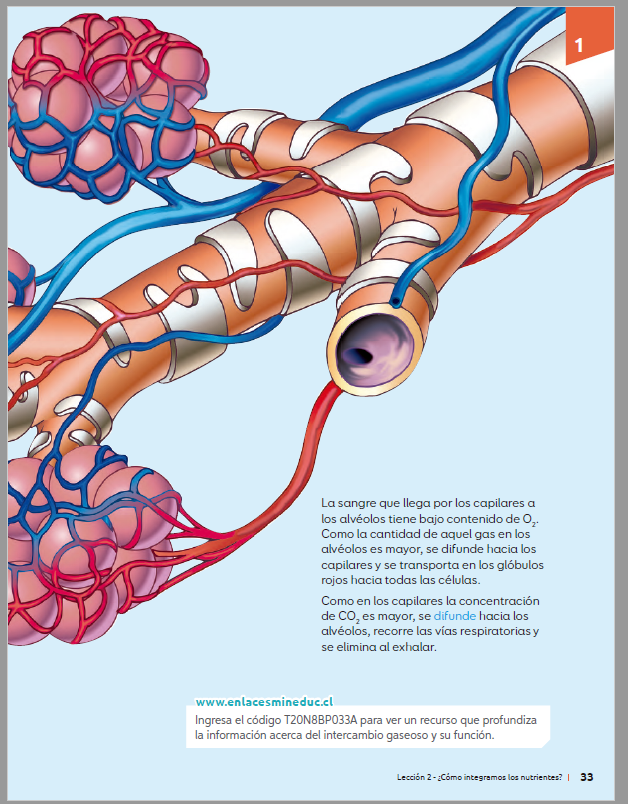 1
La sangre que llega por los capilares a
los alvéolos tiene bajo contenido de O₂.
Como la cantidad de aquel gas en los
alvéolos es mayor, se difunde hacia los
capilares y se transporta en los glóbulos
rojos hacia todas las células.
Como en los capilares la concentración
de CO₂ es mayor, se difunde hacia los
alvéolos, recorre las vías respiratorias y
se elimina al exhalar.
www.enlacesmineduc.cl
Ingresa el código T20N8BP033A para ver un recurso que profundiza
la información acerca del intercambio gaseoso y su función.
Lección 2 - ¿Cómo integramos los nutrientes? | 33